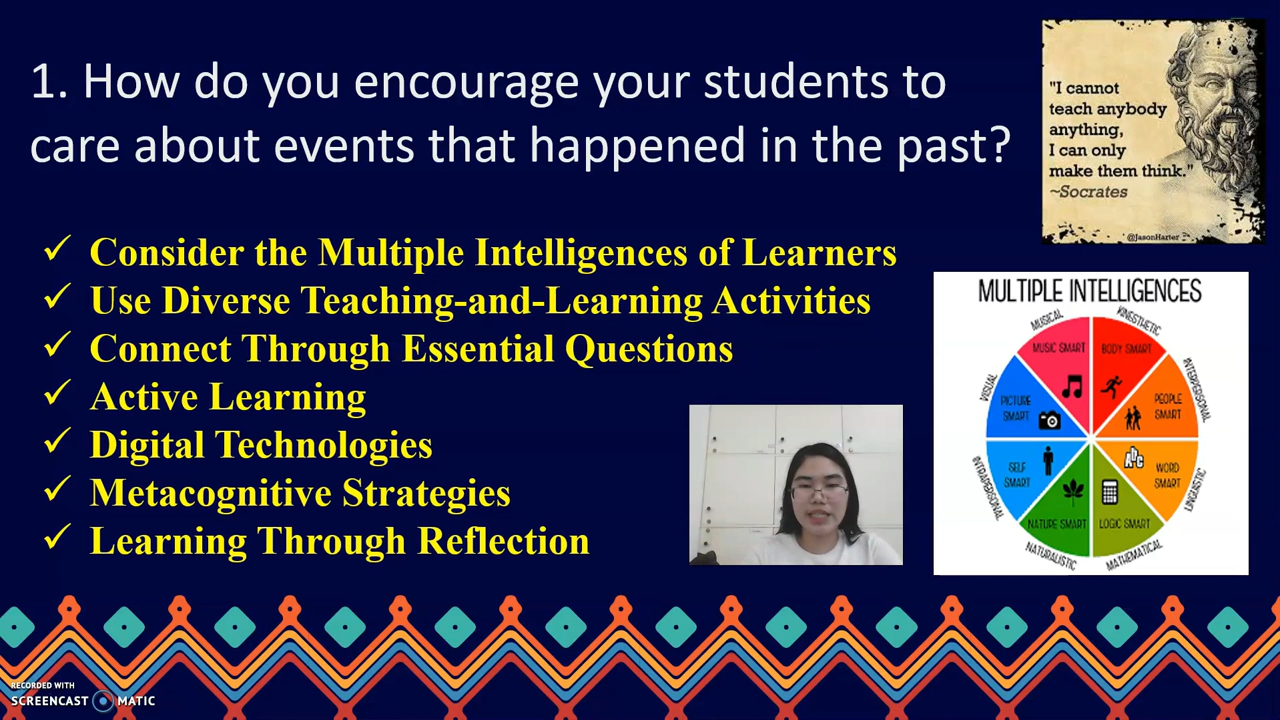 1. How do you encourage your students to
care about events that happened in the past?
"I cannot
teach anybody
anything,
I can only
make them think."
~Socrates
@JasonHarter
✓ Consider the Multiple Intelligences of Learners
✓ Use Diverse Teaching-and-Learning Activities
✓ Connect Through Essential Questions
✓ Active Learning
✓ Digital Technologies
✓ Metacognitive Strategies
✓ Learning Through Reflection
MULTIPLE INTELLIGENCES
MUSICAL
KINESTHETIC
MUSIC SMART
BODY SMART
VISUAL
INTERPERSONAL
PICTURE
SMART
PEOPLE
SMART
SELF
SMART
Abc
WORD
SMART
INTRAPERSONAL
LINGUISTIC
NATURE SMART
LOGIC SMART
NATURALISTIC
MATHEMATICAL
RECORDED WITH
SCREENCAST MATIC